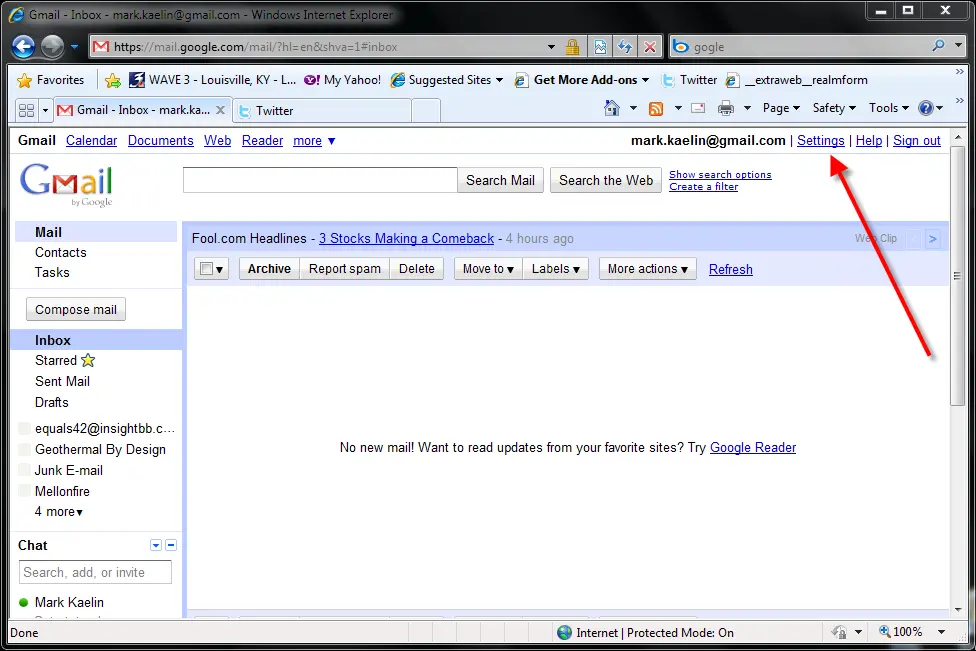 Gmail - Inbox - mark.kaelin@gmail.com - Windows Internet Explorer
https://mail.google.com/mail/?hl=en&shva=1#inbox
gogle
Favorites
WAVE 3 - Louisville, KY - L...
My Yahoo!
Suggested Sites
Get More Add-ons
Twitter
__extraweb__realmform
Gmail - Inbox - mark.ka...
Twitter
Page
Safety
Tools
Gmail Calendar Documents Web Reader more
mark.kaelin@gmail.com | Settings | Help | Sign out
Gmail
by Google
Search Mail
Search the Web
Show search options
Create a filter
Mail
Contacts
Tasks
Compose mail
Inbox
Starred
Sent Mail
Drafts
equals42@insightbb.c...
Geothermal By Design
Junk E-mail
Mellonfire
4 more
Chat
Search, add, or invite
Mark Kaelin
Fool.com Headlines - 3 Stocks Making a Comeback - 4 hours ago
Web Clip
>
Archive
Report spam
Delete
Move to
Labels
More actions
Refresh
No new mail! Want to read updates from your favorite sites? Try Google Reader
Done
Internet | Protected Mode: On
100%